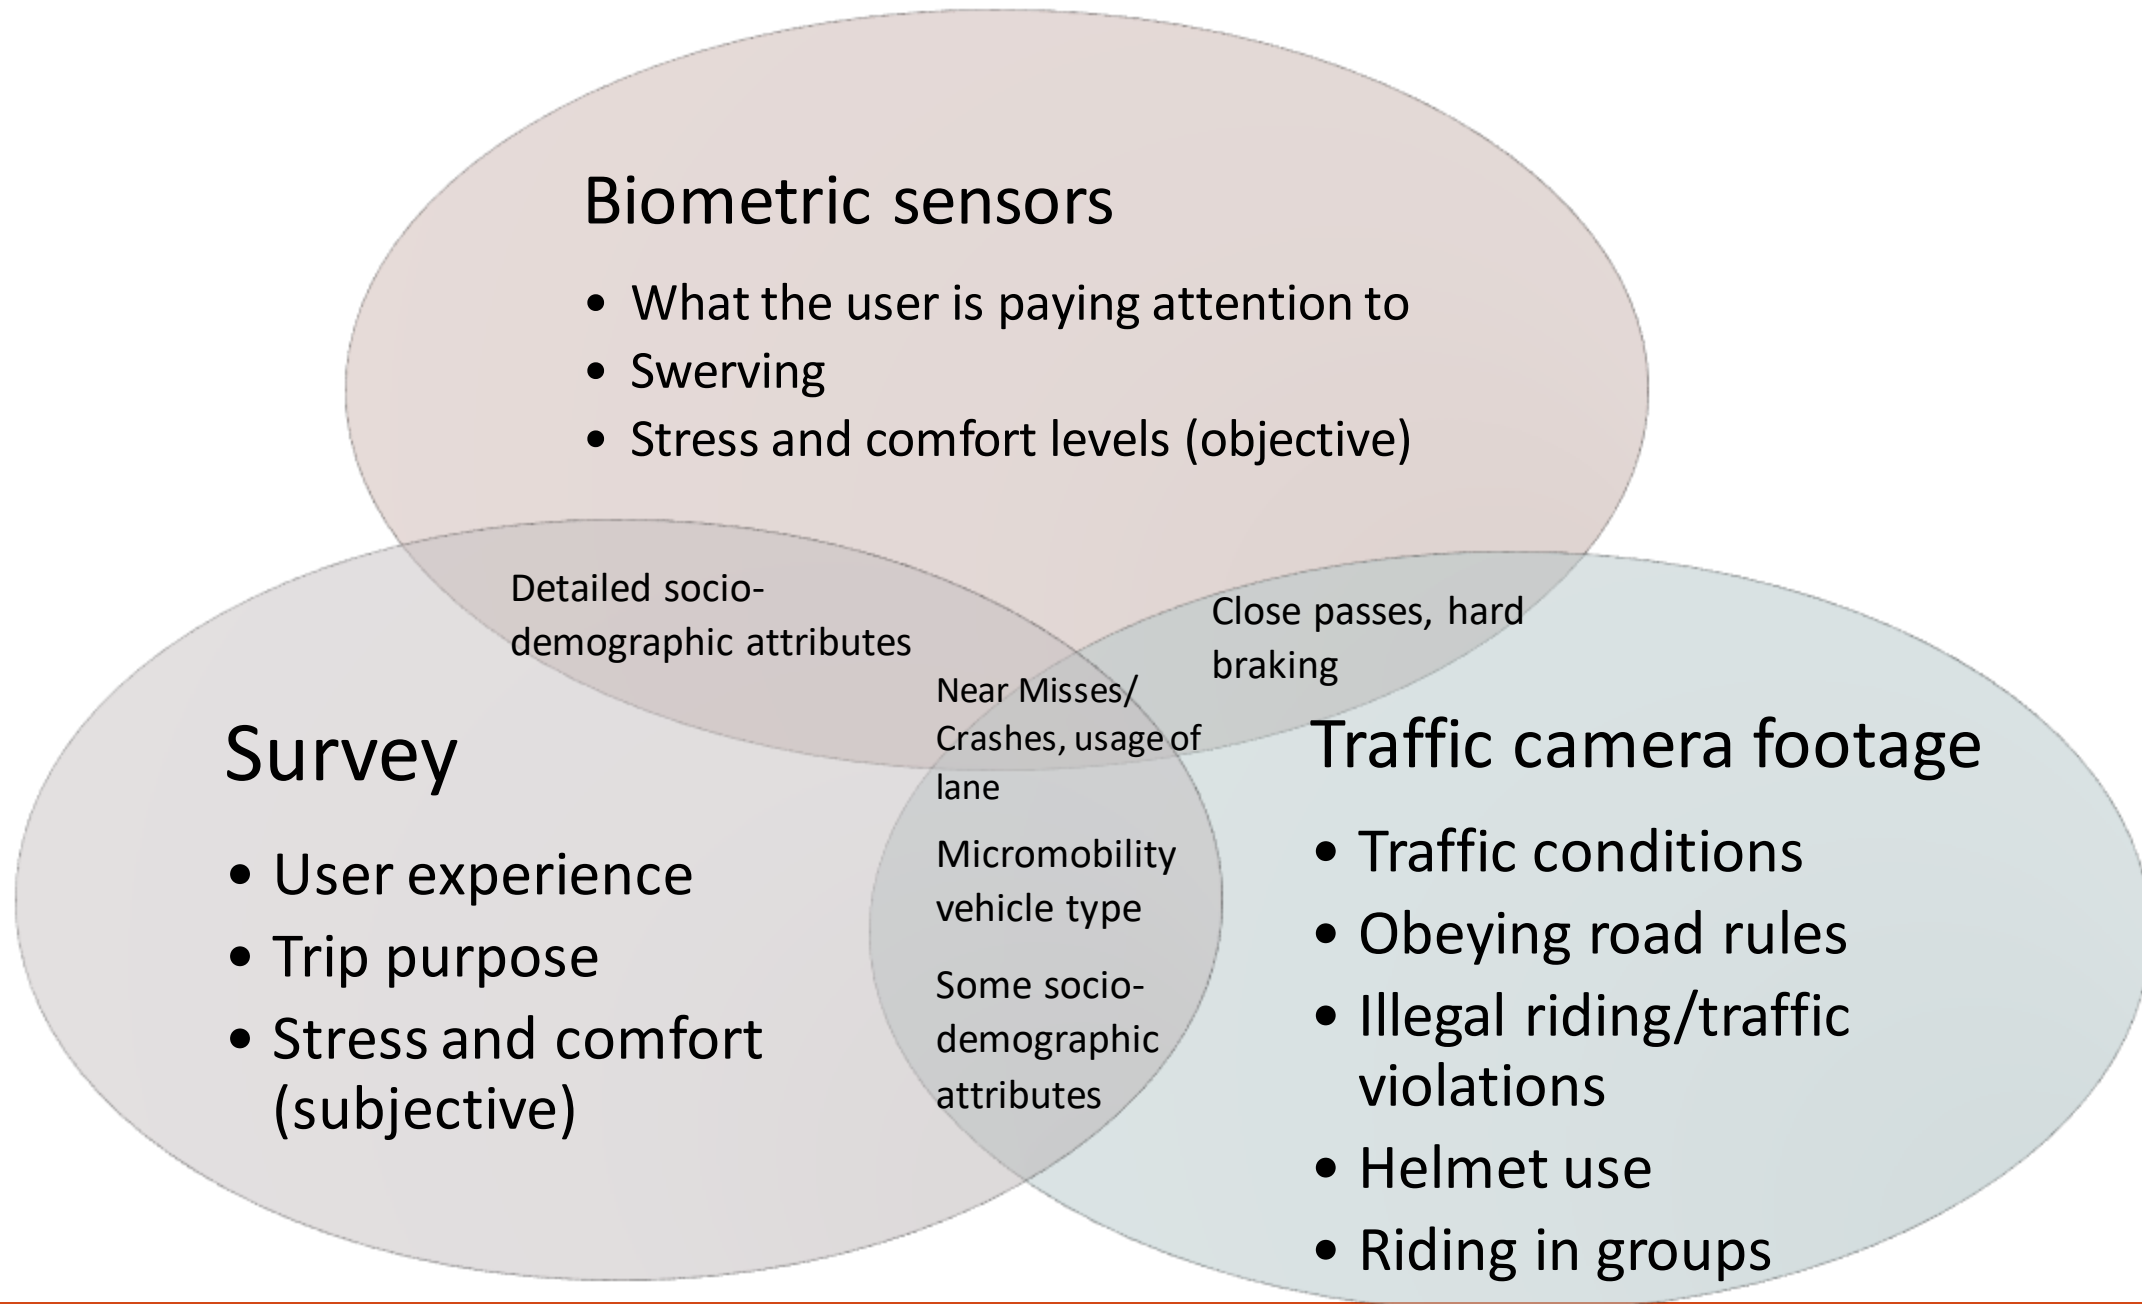 Biometric sensors
• What the user is paying attention to
• Swerving
• Stress and comfort levels (objective)
Detailed socio-
demographic attributes
Close passes, hard
braking
Near Misses/
Crashes, usage of
lane
Micromobility
vehicle type
Some socio-
demographic
attributes
Survey
• User experience
• Trip purpose
• Stress and comfort
(subjective)
Traffic camera footage
• Traffic conditions
• Obeying road rules
• Illegal riding/traffic
violations
• Helmet use
• Riding in groups